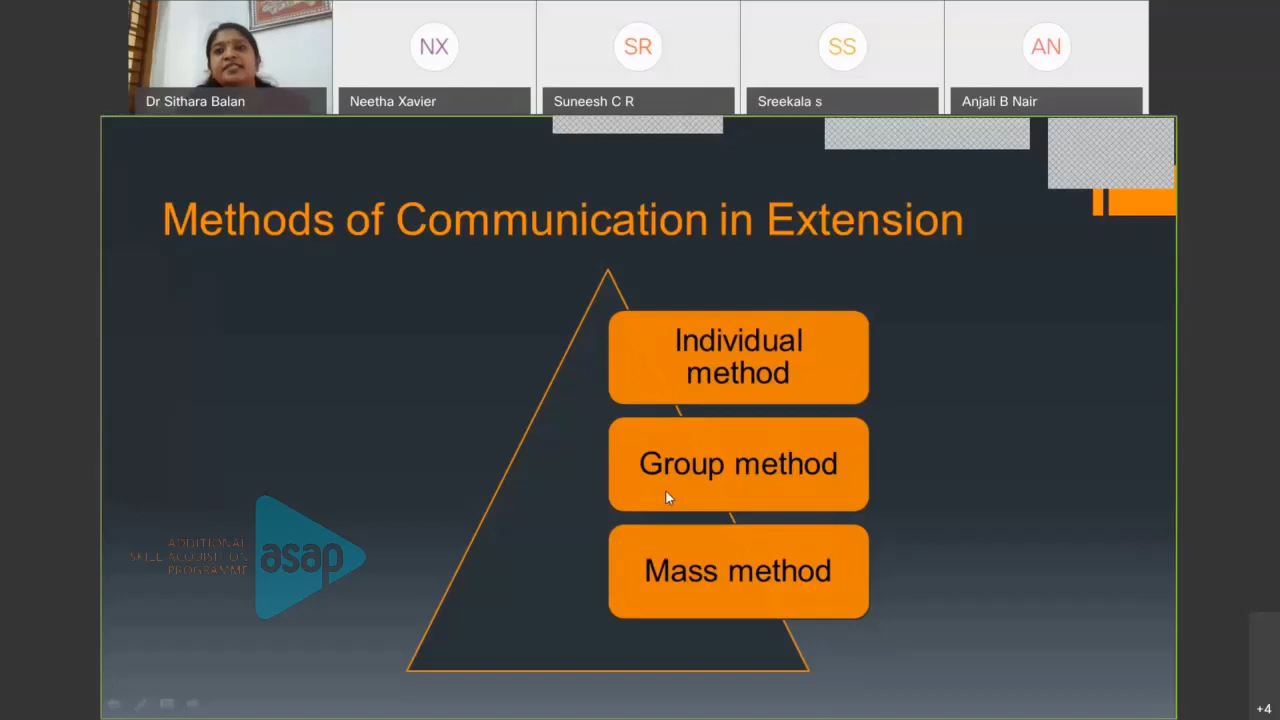 NX
SR
SS
AN
Dr Sithara Balan
Neetha Xavier
Suneesh C R
Sreekala s
Anjali B Nair
Methods of Communication in Extension
Individual
method
Group method
Mass method
ADDITIONAL
SKILL ACQUISITION
PROGRAMME
asap
+4